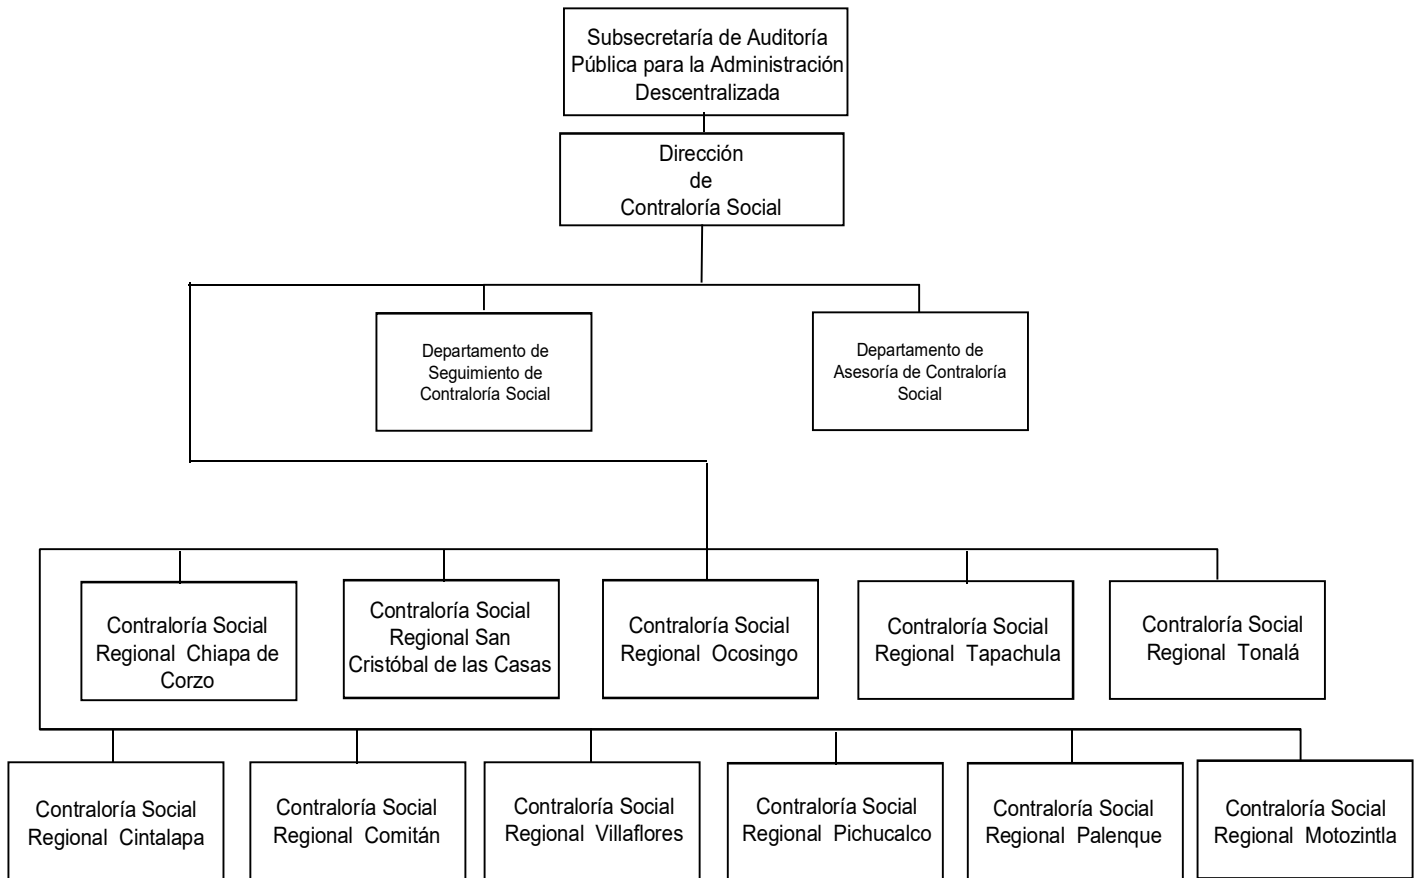 Subsecretaría de Auditoría
Pública para la Administración
Descentralizada
Dirección
de
Contraloría Social
Departamento de
Seguimiento de
Contraloría Social
Departamento de
Asesoría de Contraloría
Social
Contraloría Social
Regional Chiapa de
Corzo
Contraloría Social
Regional San
Cristóbal de las Casas
Contraloría Social
Regional Ocosingo
Contraloría Social
Regional Tapachula
Contraloría Social
Regional Tonalá
Contraloría Social
Regional Cintalapa
Contraloría Social
Regional Comitán
Contraloría Social
Regional Villaflores
Contraloría Social
Regional Pichucalco
Contraloría Social
Regional Palenque
Contraloría Social
Regional Motozintla